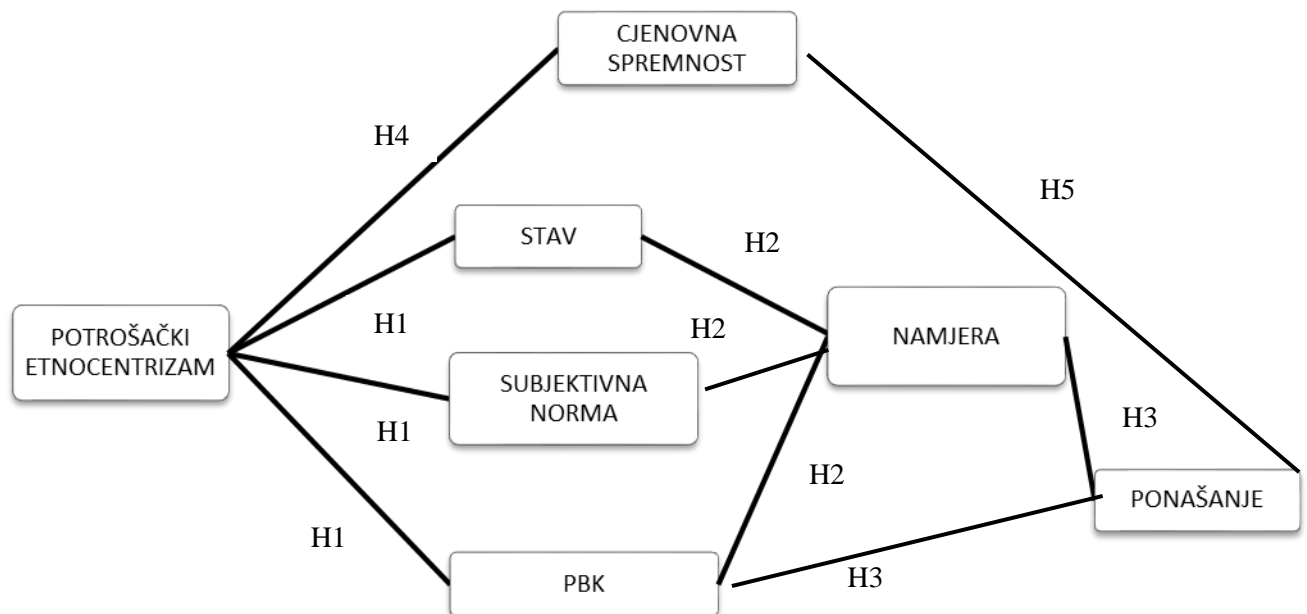 CJENOVNA
SPREMNOST
H4
H5
STAV
H2
POTROŠAČKI
ETNOCENTRIZAM
H1
H2
NAMJERA
SUBJEKTIVNA
NORMA
H1
H3
H2
PONAŠANJE
H1
PBK
H3